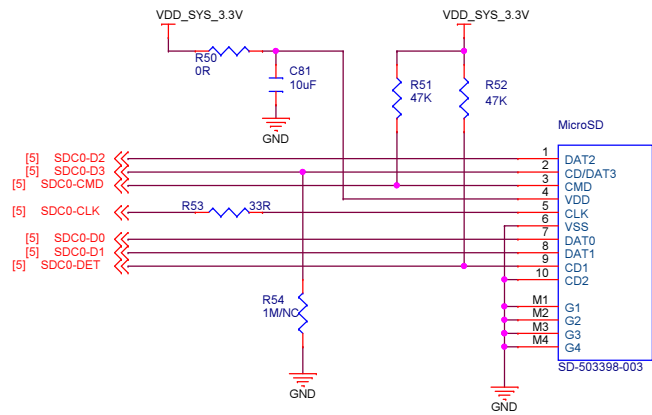 VDD_SYS_3.3V
VDD_SYS_3.3V
R50
0R
C81
10uF
GND
R51
47K
R52
47K
MicroSD
[5] SDC0-D2
1 DAT2
[5] SDC0-D3
2 CD/DAT3
[5] SDC0-CMD
3 CMD
4 VDD
[5] SDC0-CLK
R53 33R
5 CLK
6 VSS
[5] SDC0-D0
7 DAT0
[5] SDC0-D1
8 DAT1
[5] SDC0-DET
9 CD1
10 CD2
R54
1M/NC
M1 G1
M2 G2
M3 G3
M4 G4
SD-503398-003
GND
GND